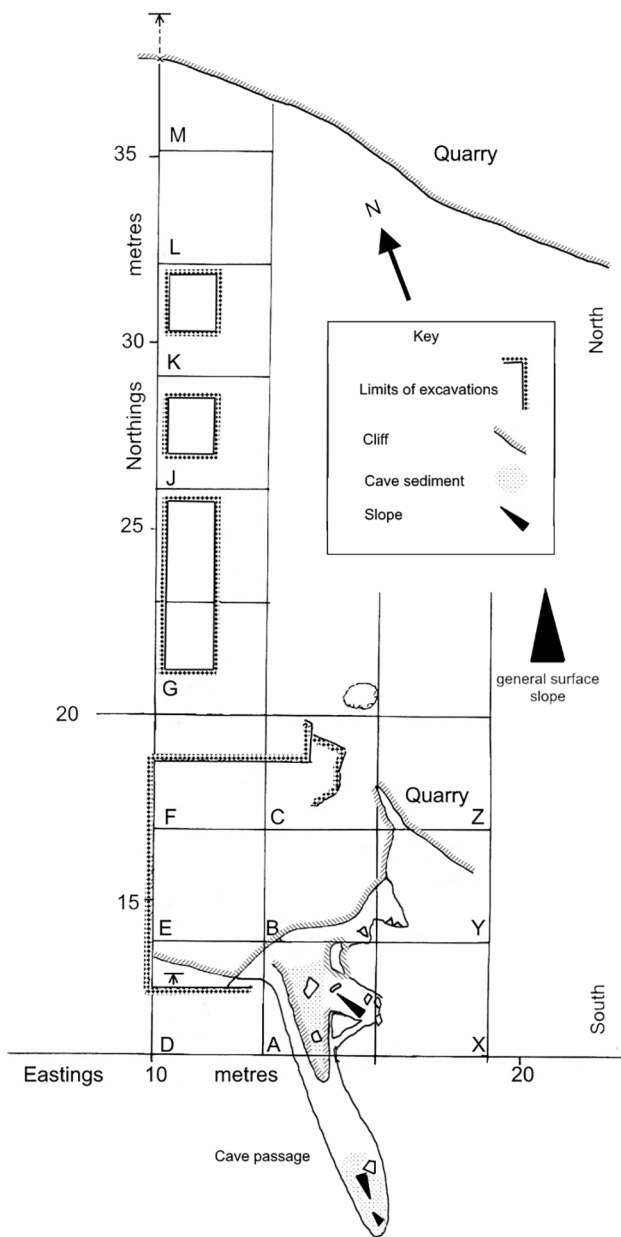 M
Quarry
35
N
metres
L
North
Key
30
K
Limits of excavations
Northings
Cliff
J
Cave sediment
Slope
25
general surface
slope
G
20
Quarry
F
C
Z
15
E
B
Y
South
D
A
X
Eastings
10
metres
20
Cave passage